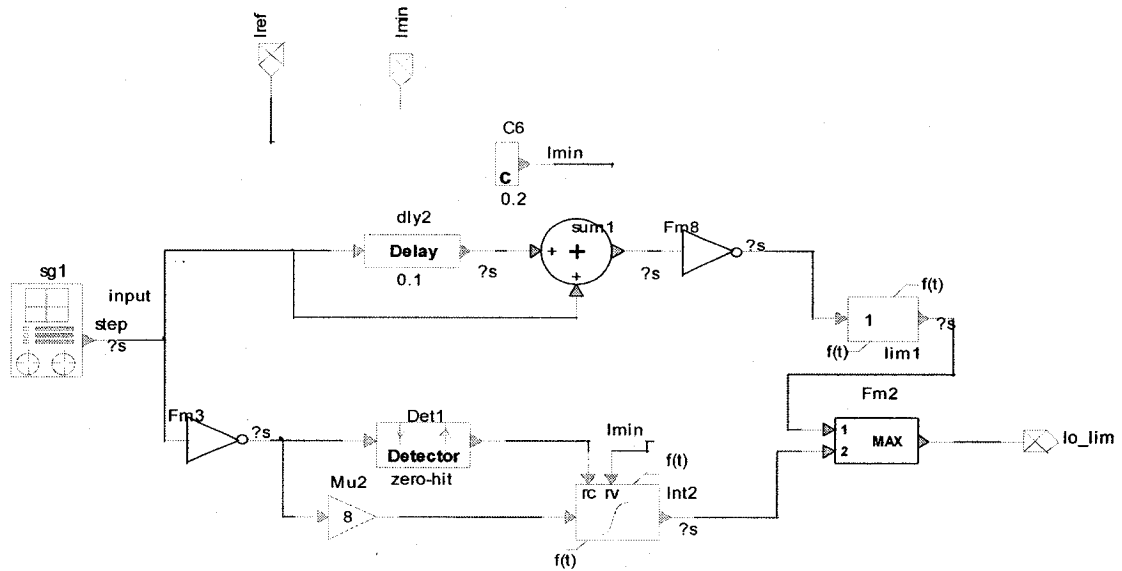 Iref
Imin
C6
Imin
C
0.2
dly2
Delay
0.1
?s
+
+
+
sum1
?s
Fm8
?s
sg1
input
step
?s
f(t)
1
f(t)
lim1
?s
Fm2
1
2
MAX
lo_lim
Fm3
?s
Det1
Detector
zero-hit
Imin
f(t)
Mu2
8
rc
rv
Int2
?s
f(t)